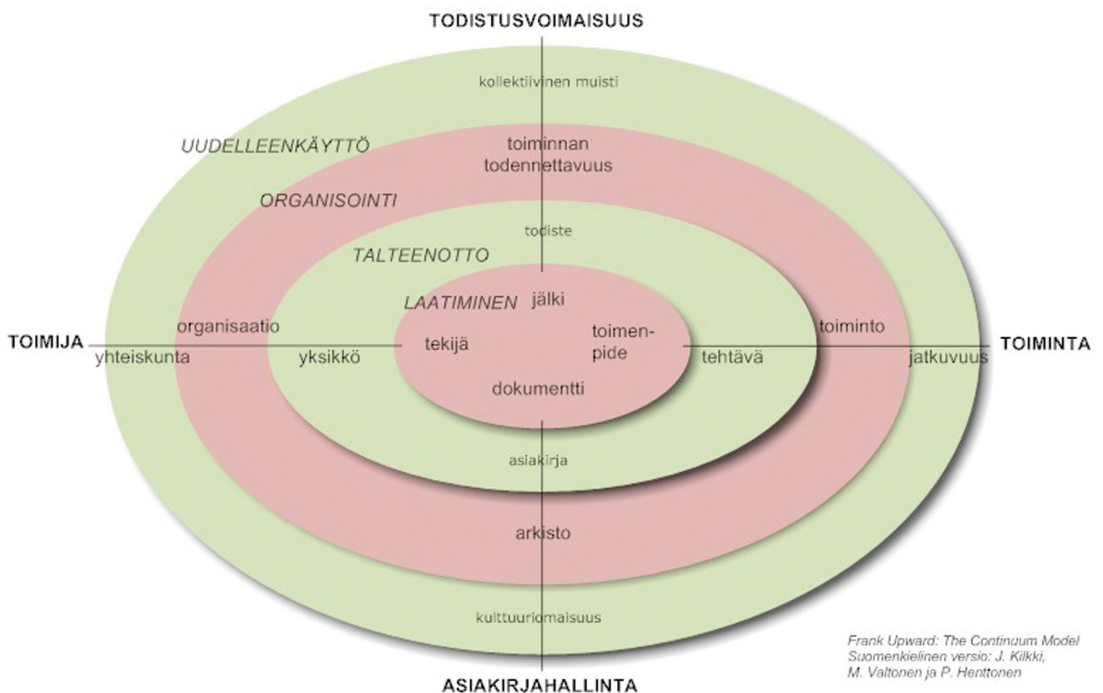 TODISTUSVOIMAISUUS
kollektiivinen muisti
UUDELLEENKÄYTTÖ
toiminnan
todennettavuus
ORGANISOINTI
todiste
TALTEENOTTO
LAATIMINEN
jälki
organisaatio
toimen-
pide
toiminto
TOIMIJA
tekijä
TOIMINTA
yhteiskunta
yksikkö
tehtävä
jatkuvuus
dokumentti
asiakirja
arkisto
kulttuuriomaisuus
Frank Upward: The Continuum Model
Suomenkielinen versio: J. Kilkki,
M. Valtonen ja P. Henttonen
ASIAKIRJAHALLINTA